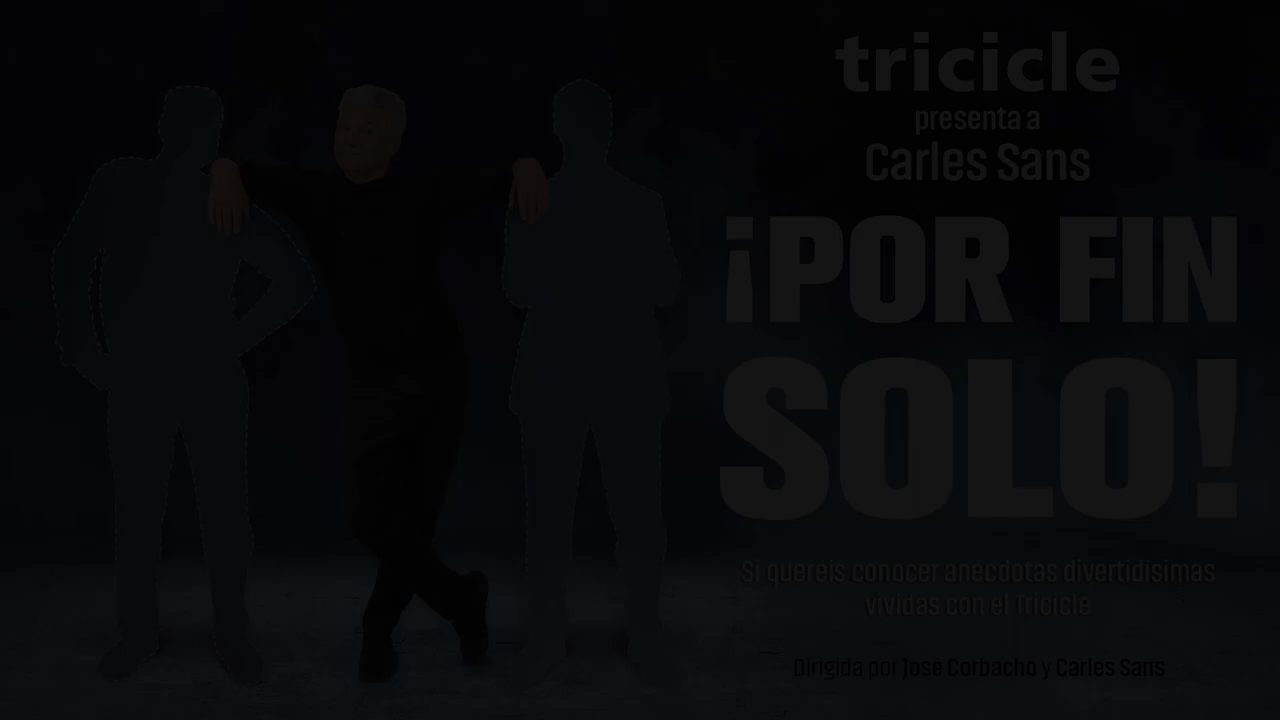 tricicle
presenta a
Carles Sans
¡POR FIN
SOLO!
Si queréis conocer anécdotas divertidísimas
vividas con el Tricicle
Dirigida por José Corbacho y Carles Sans